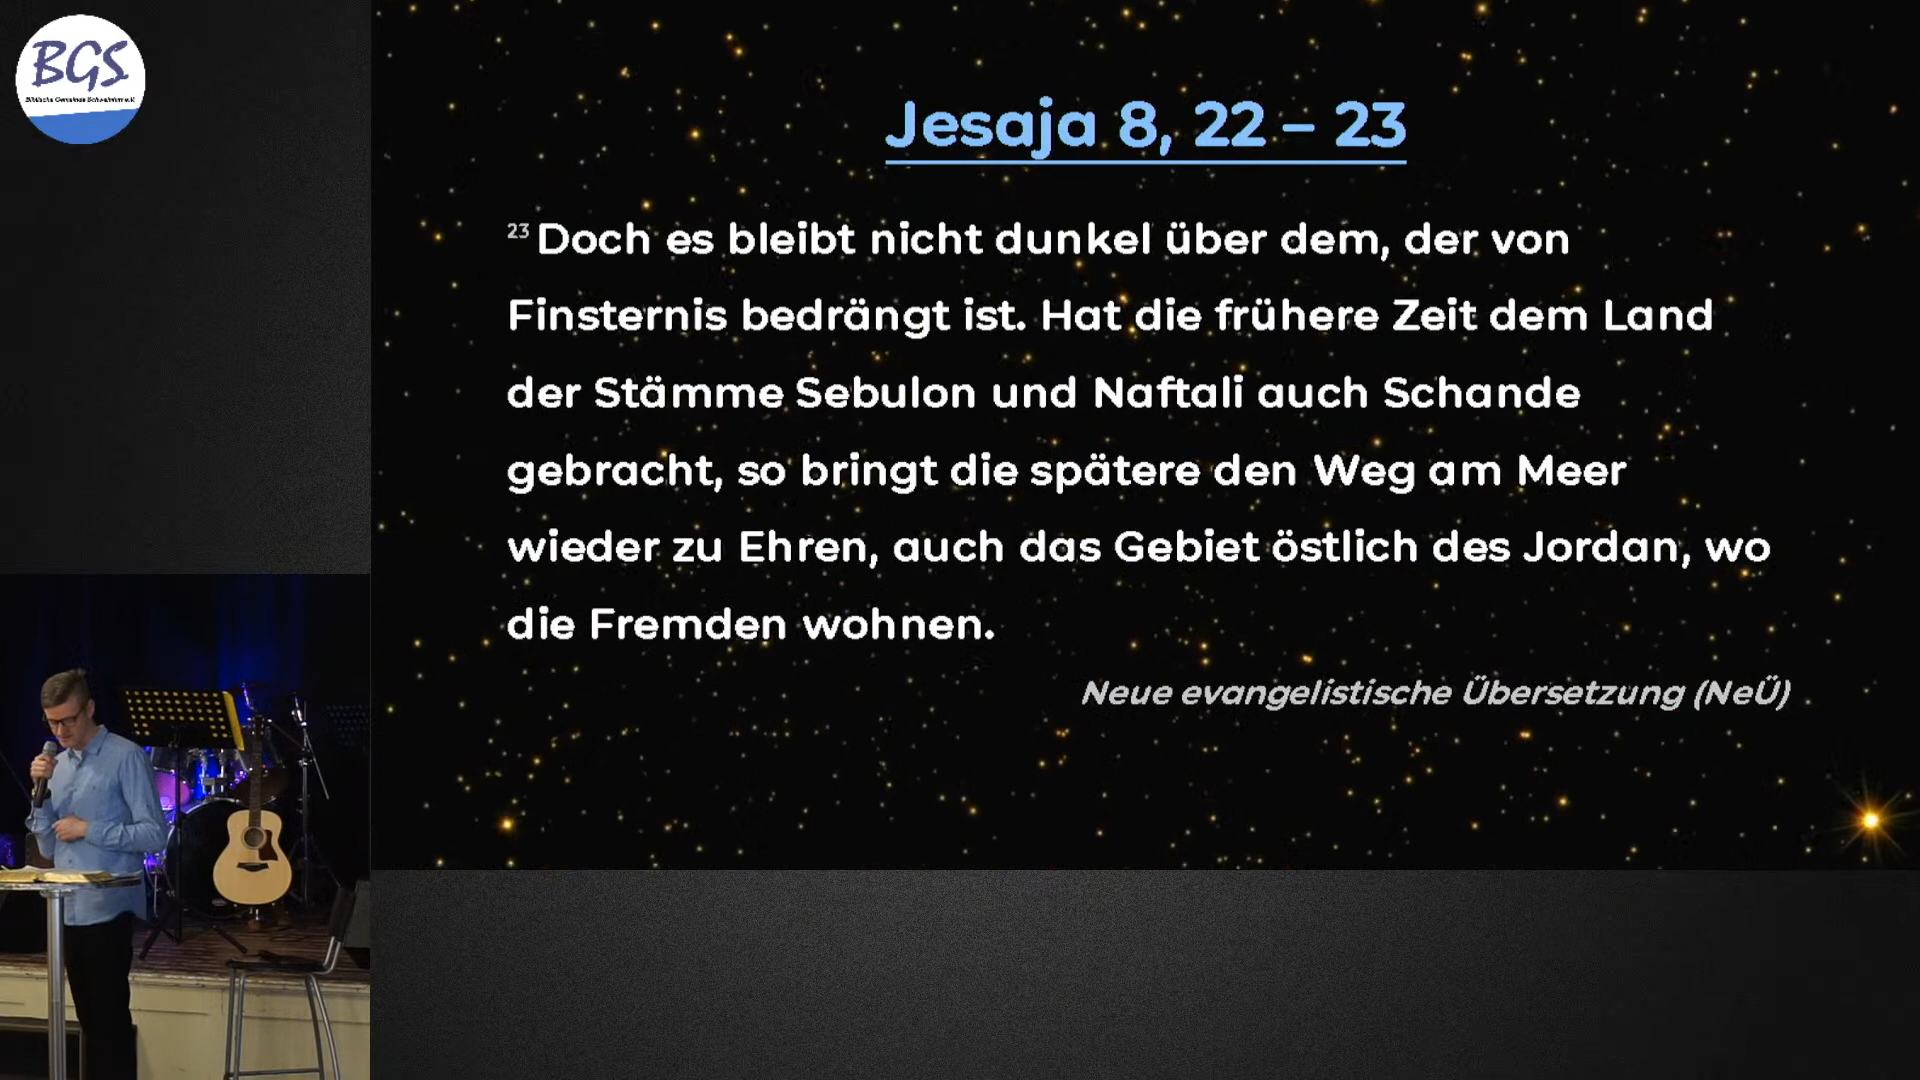 BGS
Biblische Gemeinde Schweinfurt e.V.
Jesaja 8, 22 – 23
23 Doch es bleibt nicht dunkel über dem, der von
Finsternis bedrängt ist. Hat die frühere Zeit dem Land
der Stämme Sebulon und Naftali auch Schande
gebracht, so bringt die spätere den Weg am Meer
wieder zu Ehren, auch das Gebiet östlich des Jordan, wo
die Fremden wohnen.
Neue evangelistische Übersetzung (NeÜ)